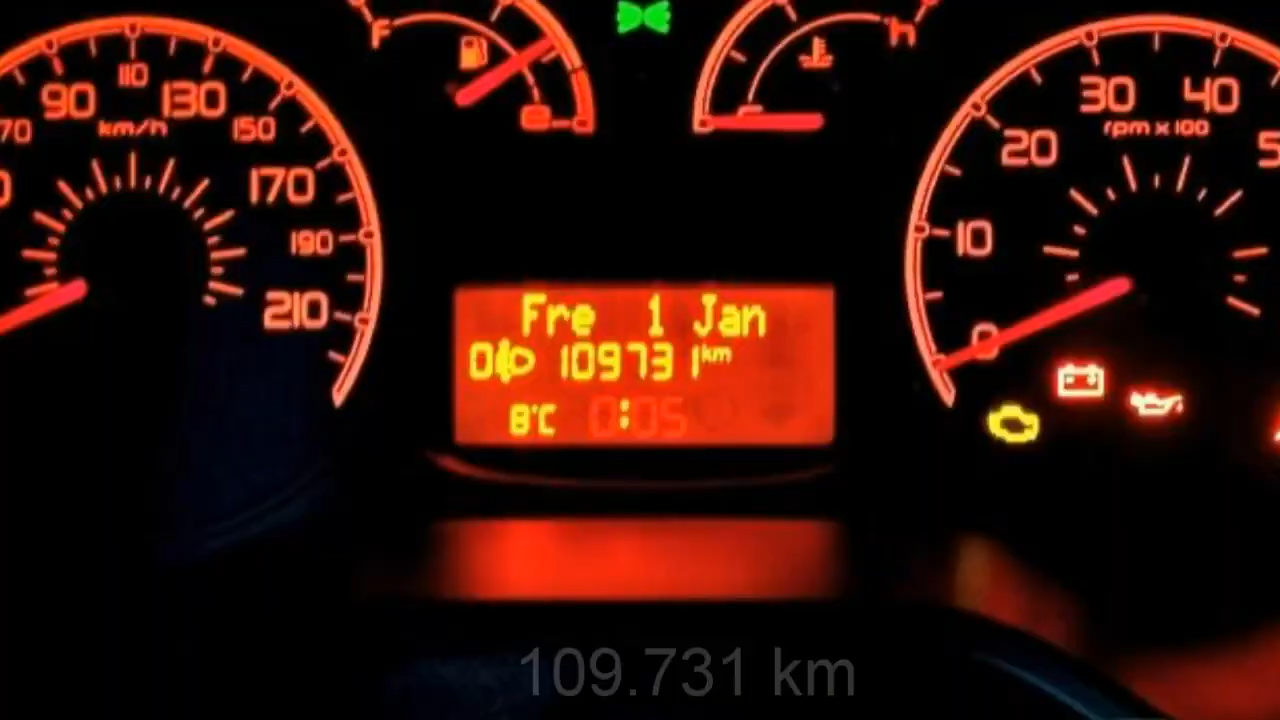 F
h
90 110 130
70 km/h 150
170
190
210
30 40
rpm x 100
20
10
0
Fre 1 Jan
0 109731 km
8°C 0:05
109.731 km